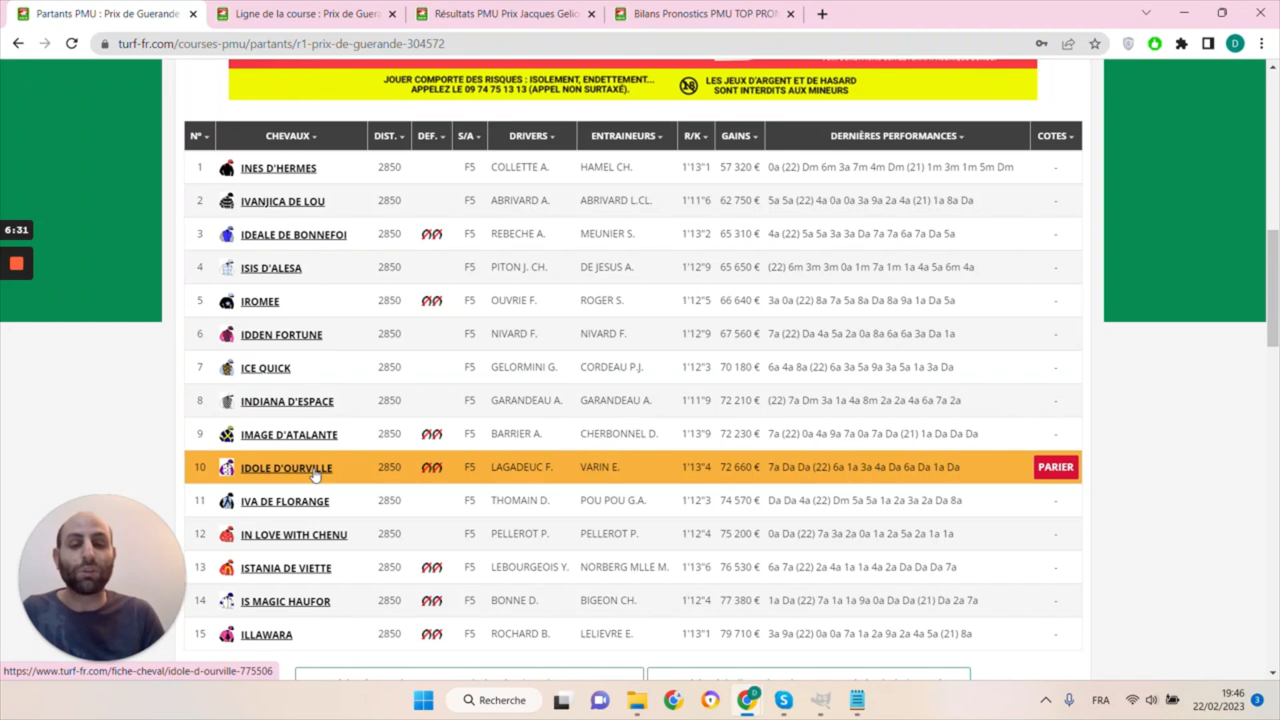 Partants PMU : Prix de Guerande
Ligne de la course : Prix de Guera
Résultats PMU Prix Jacques Gelio
Bilans Pronostics PMU TOP PRO
turf-fr.com/courses-pmu/partants/r1-prix-de-guerande-304572
JOUER COMPORTE DES RISQUES : ISOLEMENT, ENDETTEMENT...
APPELEZ LE 09 74 75 13 13 (APPEL NON SURTAXÉ).
18
LES JEUX D'ARGENT ET DE HASARD
SONT INTERDITS AUX MINEURS
N° CHEVAUX DIST. DEF. S/A DRIVERS ENTRAINEURS R/K GAINS DERNIÈRES PERFORMANCES COTES
1 INES D'HERMES 2850 F5 COLLETTE A. HAMEL CH. 1'13"1 57 320 € 0a (22) Dm 6m 3a 7m 4m Dm (21) 1m 3m 1m 5m Dm -
2 IVANJICA DE LOU 2850 F5 ABRIVARD A. ABRIVARD L.CL. 1'11"6 62 750 € 5a 5a (22) 4a 0a 0a 3a 9a 2a 4a (21) 1a 8a Da -
3 IDEALE DE BONNEFOI 2850 F5 REBECHE A. MEUNIER S. 1'13"2 65 310 € 4a (22) 5a 5a 3a 3a Da 7a 7a 6a 7a Da 5a -
4 ISIS D'ALESA 2850 F5 PITON J. CH. DE JESUS A. 1'12"9 65 650 € (22) 6m 3m 3m 0a 1m 7a 1m 1a 4a 5a 6m 4a -
5 IROMEE 2850 F5 OUVRIE F. ROGER S. 1'12"5 66 640 € 3a 0a (22) 8a 7a 5a 8a Da 8a 9a 1a Da 5a -
6 IDDEN FORTUNE 2850 F5 NIVARD F. NIVARD F. 1'12"9 67 560 € 7a (22) Da 4a 5a 2a 0a 8a 6a 6a 3a Da 1a -
7 ICE QUICK 2850 F5 GELORMINI G. CORDEAU P.J. 1'12"3 70 180 € 6a 4a 8a (22) 6a 3a 5a 9a 3a 5a 1a 3a Da -
8 INDIANA D'ESPACE 2850 F5 GARANDEAU A. GARANDEAU A. 1'11"9 72 210 € (22) 7a Dm 3a 1a 4a 8m 2a 2a 4a 6a 7a 2a -
9 IMAGE D'ATALANTE 2850 F5 BARRIER A. CHERBONNEL D. 1'13"9 72 230 € 7a (22) 0a 4a 9a 7a 0a 7a Da (21) 1a Da Da Da -
10 IDOLE D'OURVILLE 2850 F5 LAGADEUC F. VARIN E. 1'13"4 72 660 € 7a Da Da (22) 6a 1a 3a 4a Da 6a Da 1a Da PARIER
11 IVA DE FLORANGE 2850 F5 THOMAIN D. POU POU G.A. 1'12"3 74 570 € Da Da 4a (22) Dm 5a 5a 1a 2a 3a 2a Da 8a -
12 IN LOVE WITH CHENU 2850 F5 PELLEROT P. PELLEROT P. 1'12"4 75 200 € 0a Da (22) 7a 3a 2a 0a 1a 2a 5a 2a 1a 1a -
13 ISTANIA DE VIETTE 2850 F5 LEBOURGEOIS Y. NORBERG MLLE M. 1'13"6 76 530 € 6a 7a (22) 2a 4a 1a 1a 4a 2a Da Da Da 7a -
14 IS MAGIC HAUFOR 2850 F5 BONNE D. BIGEON CH. 1'12"4 77 380 € 1a Da (22) 7a 1a 1a 9a 0a Da Da (21) Da 2a 7a -
15 ILLAWARA 2850 F5 ROCHARD B. LELIEVRE E. 1'13"1 79 710 € 3a 9a (22) 0a 0a 7a 1a 2a 9a 2a 4a 5a (21) 8a -
6:31
https://www.turf-fr.com/fiche-cheval/idole-d-ourville-775506
Recherche
FRA
19:46
22/02/2023
3